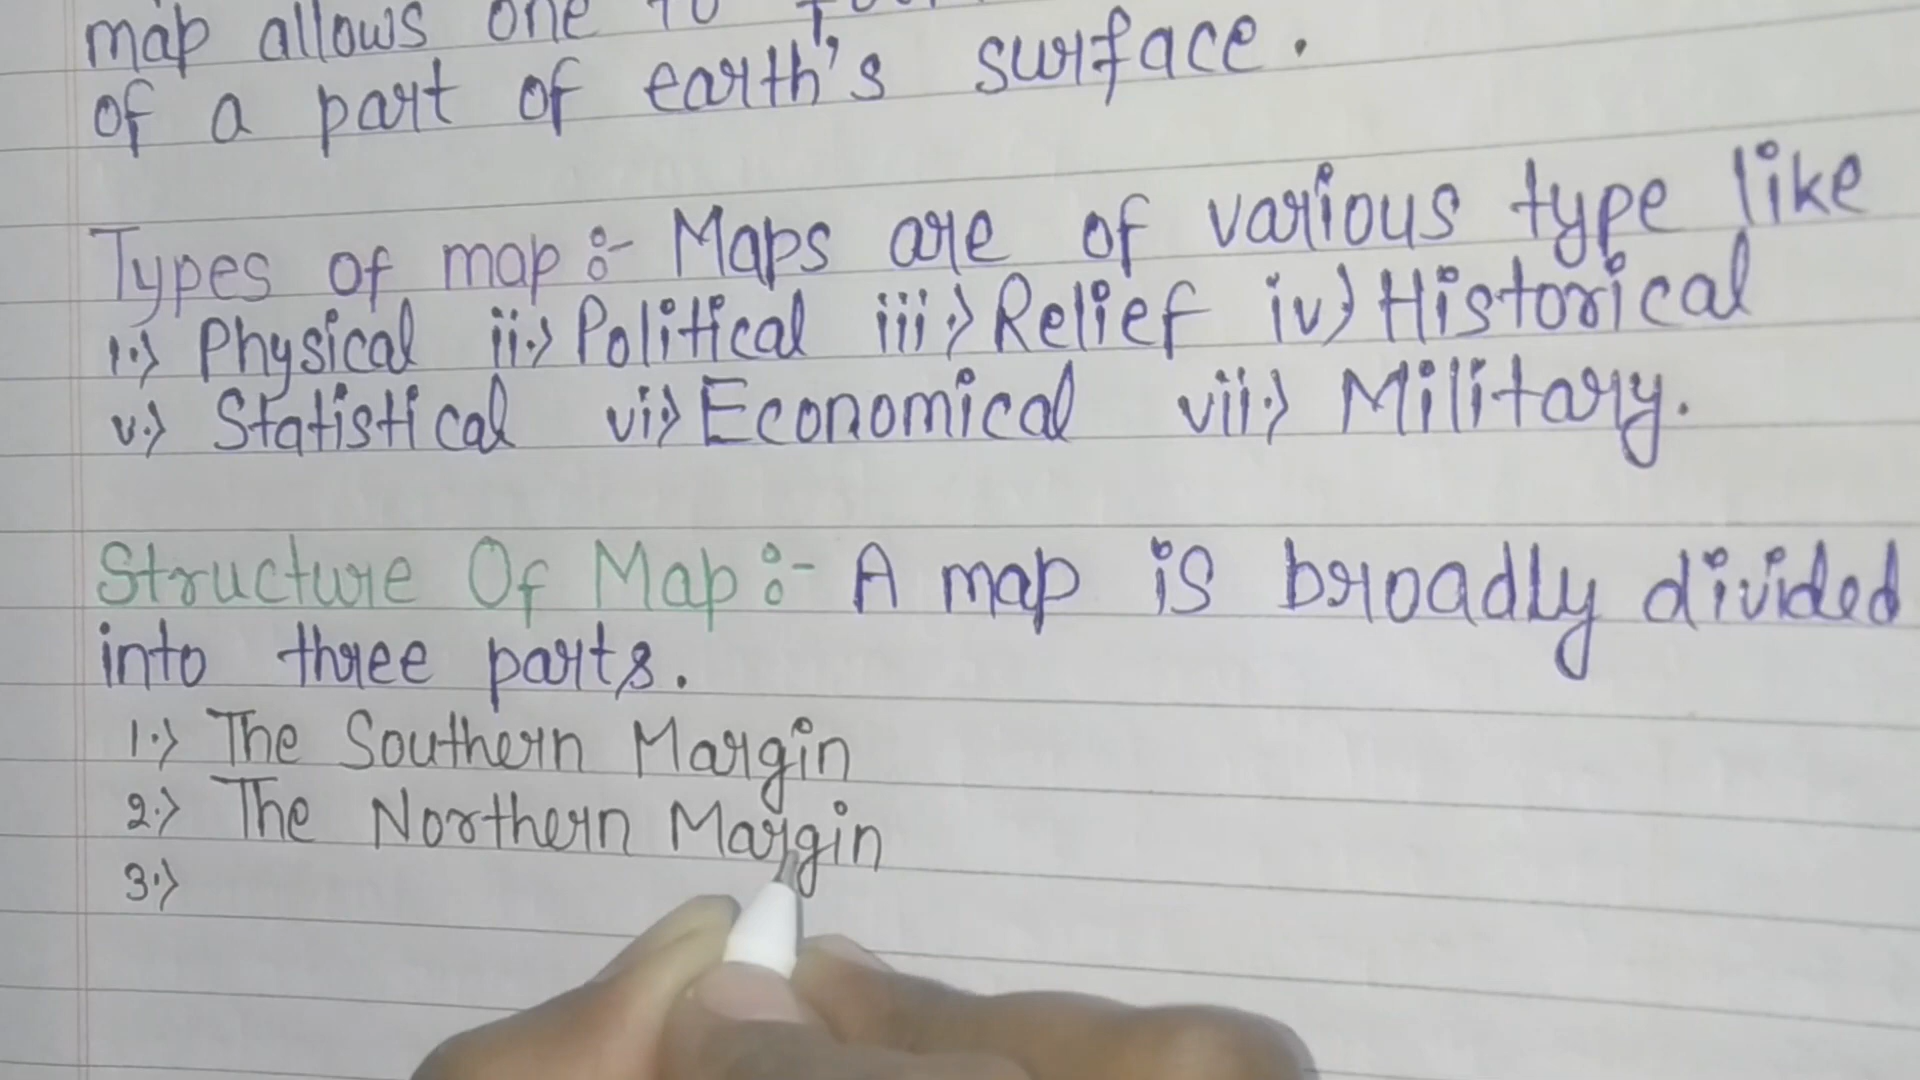 map allows one to
of a part of earth's surface.
Types of map :- Maps are of various type like
i.) Physical ii.) Political iii.) Relief iv) Historical
v.) Statistical vi) Economical vii.) Military.
Structure Of Map :- A map is broadly divided
into three parts.
1.) The Southern Margin
2.) The Northern Margin
3.)